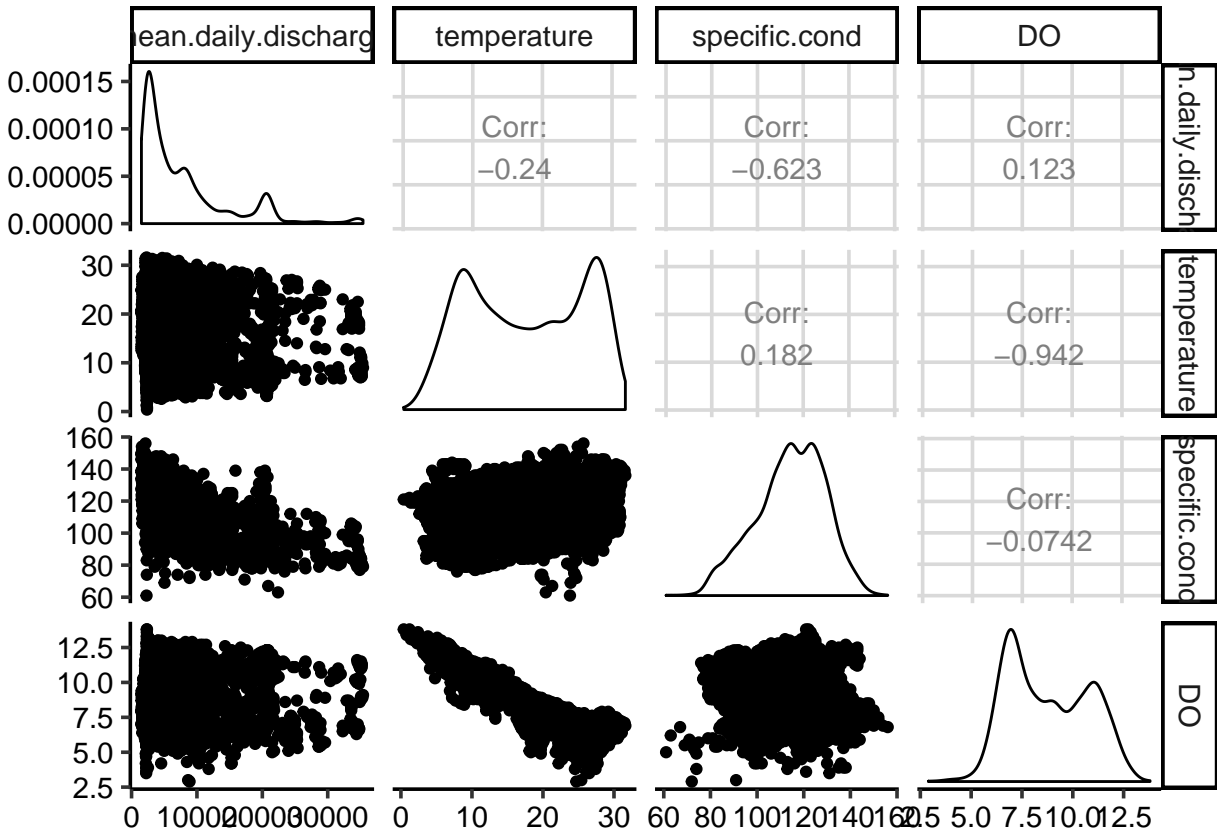 mean.daily.discharg
temperature
specific.cond
DO
0.00015
0.00010
0.00005
0.00000
Corr:
−0.24
Corr:
−0.623
Corr:
0.123
n.daily.disch
30
20
10
0
Corr:
0.182
Corr:
−0.942
temperature
160
140
120
100
80
60
Corr:
−0.0742
specific.cond
12.5
10.0
7.5
5.0
2.5
DO
0 10000 20000 30000
0 10 20 30
60 80 100 120 140 160
2.5 5.0 7.5 10.0 12.5